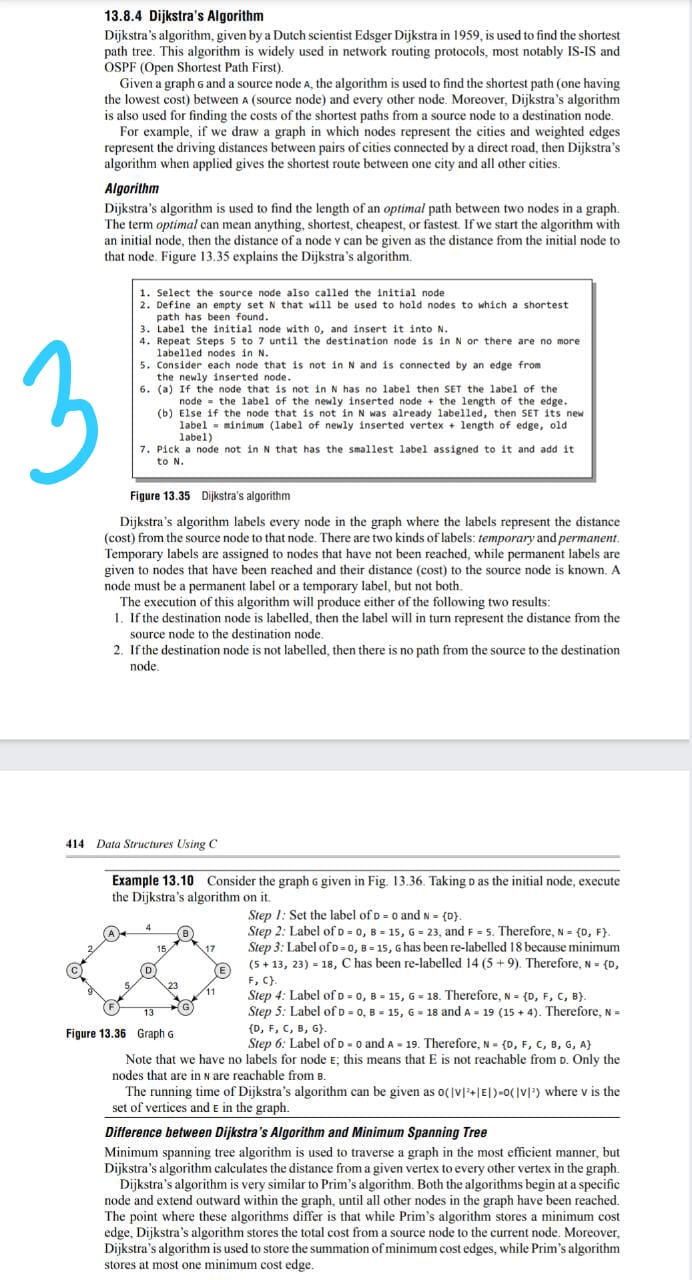 13.8.4 Dijkstra's Algorithm
Dijkstra's algorithm, given by a Dutch scientist Edsger Dijkstra in 1959, is used to find the shortest
path tree. This algorithm is widely used in network routing protocols, most notably IS-IS and
OSPF (Open Shortest Path First).
Given a graph G and a source node A, the algorithm is used to find the shortest path (one having
the lowest cost) between A (source node) and every other node. Moreover, Dijkstra's algorithm
is also used for finding the costs of the shortest paths from a source node to a destination node.
For example, if we draw a graph in which nodes represent the cities and weighted edges
represent the driving distances between pairs of cities connected by a direct road, then Dijkstra's
algorithm when applied gives the shortest route between one city and all other cities.
Algorithm
Dijkstra's algorithm is used to find the length of an optimal path between two nodes in a graph.
The term optimal can mean anything, shortest, cheapest, or fastest. If we start the algorithm with
an initial node, then the distance of a node v can be given as the distance from the initial node to
that node. Figure 13.35 explains the Dijkstra's algorithm.
1. Select the source node also called the initial node
2. Define an empty set N that will be used to hold nodes to which a shortest
path has been found.
3. Label the initial node with 0, and insert it into N.
4. Repeat Steps 5 to 7 until the destination node is in N or there are no more
labelled nodes in N.
5. Consider each node that is not in N and is connected by an edge from
the newly inserted node.
6. (a) If the node that is not in N has no label then SET the label of the
node = the label of the newly inserted node + the length of the edge.
(b) Else if the node that is not in N was already labelled, then SET its new
label = minimum (label of newly inserted vertex + length of edge, old
label)
7. Pick a node not in N that has the smallest label assigned to it and add it
to N.
3
Figure 13.35 Dijkstra's algorithm
Dijkstra's algorithm labels every node in the graph where the labels represent the distance
(cost) from the source node to that node. There are two kinds of labels: temporary and permanent.
Temporary labels are assigned to nodes that have not been reached, while permanent labels are
given to nodes that have been reached and their distance (cost) to the source node is known. A
node must be a permanent label or a temporary label, but not both.
The execution of this algorithm will produce either of the following two results:
1. If the destination node is labelled, then the label will in turn represent the distance from the
source node to the destination node.
2. If the destination node is not labelled, then there is no path from the source to the destination
node.
414 Data Structures Using C
Example 13.10 Consider the graph G given in Fig. 13.36. Taking D as the initial node, execute
the Dijkstra's algorithm on it.
Step 1: Set the label of D = 0 and N = {D}.
Step 2: Label of D = 0, B = 15, G = 23, and F = 5. Therefore, N = {D, F}.
Step 3: Label of D = 0, B = 15, G has been re-labelled 18 because minimum
(5 + 13, 23) = 18, C has been re-labelled 14 (5 + 9). Therefore, N = {D,
F, C}.
Step 4: Label of D = 0, B = 15, G = 18. Therefore, N = {D, F, C, B}.
Step 5: Label of D = 0, B = 15, G = 18 and A = 19 (15 + 4). Therefore, N =
{D, F, C, B, G}.
Step 6: Label of D = 0 and A = 19. Therefore, N = {D, F, C, B, G, A}
A 4 B
2 15 17
C D E
9 5 23 11
F 13 G
Figure 13.36 Graph G
Note that we have no labels for node E; this means that E is not reachable from D. Only the
nodes that are in N are reachable from B.
The running time of Dijkstra's algorithm can be given as O(|V|²+|E|)=O(|V|²) where V is the
set of vertices and E in the graph.
Difference between Dijkstra's Algorithm and Minimum Spanning Tree
Minimum spanning tree algorithm is used to traverse a graph in the most efficient manner, but
Dijkstra's algorithm calculates the distance from a given vertex to every other vertex in the graph.
Dijkstra's algorithm is very similar to Prim's algorithm. Both the algorithms begin at a specific
node and extend outward within the graph, until all other nodes in the graph have been reached.
The point where these algorithms differ is that while Prim's algorithm stores a minimum cost
edge, Dijkstra's algorithm stores the total cost from a source node to the current node. Moreover,
Dijkstra's algorithm is used to store the summation of minimum cost edges, while Prim's algorithm
stores at most one minimum cost edge.